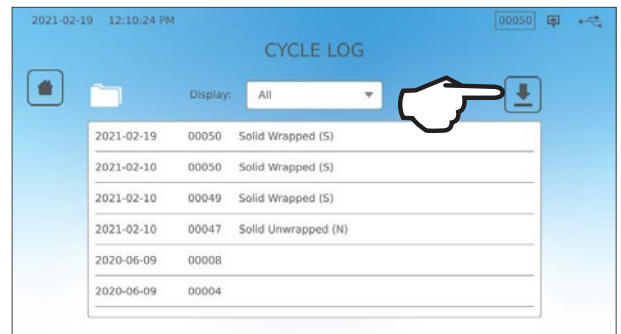 2021-02-19 12:10:24 PM 00050
CYCLE LOG
Display: All
2021-02-19 00050 Solid Wrapped (S)
2021-02-10 00050 Solid Wrapped (S)
2021-02-10 00049 Solid Wrapped (S)
2021-02-10 00047 Solid Unwrapped (N)
2020-06-09 00008
2020-06-09 00004